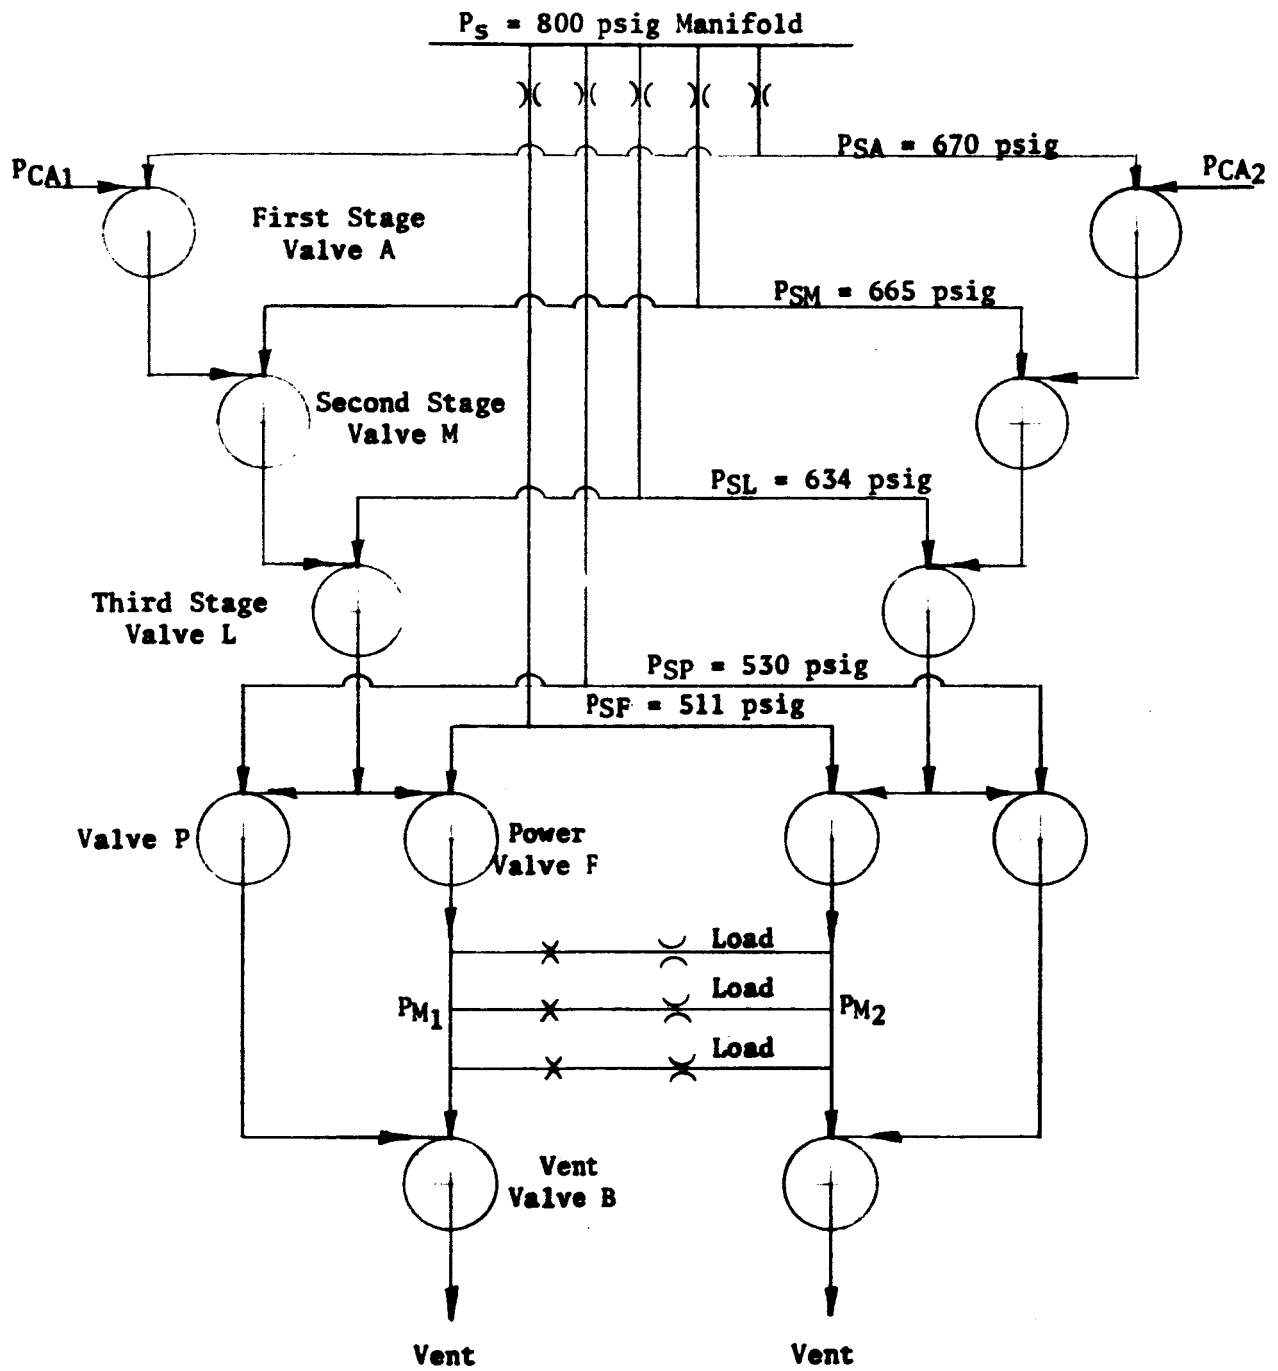 Ps = 800 psig Manifold
PSA = 670 psig
PCA1
PCA2
First Stage
Valve A
PSM = 665 psig
Second Stage
Valve M
PSL = 634 psig
Third Stage
Valve L
PSP = 530 psig
PSF = 511 psig
Valve P
Power
Valve F
Load
Load
PM1
PM2
Load
Vent
Valve B
Vent
Vent